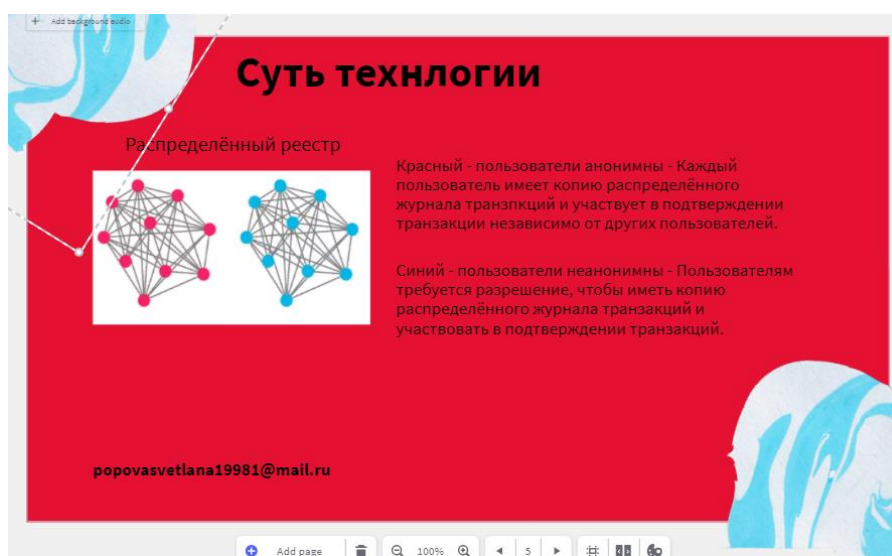 Add background audio
Суть технлогии
Распределённый реестр
Красный - пользователи анонимны - Каждый
пользователь имеет копию распределённого
журнала транзпкций и участвует в подтверждении
транзакции независимо от других пользователей.
Синий - пользователи неанонимны - Пользователям
требуется разрешение, чтобы иметь копию
распределённого журнала транзакций и
участвовать в подтверждении транзакций.
popovasvetlana19981@mail.ru
Add page
100%
5